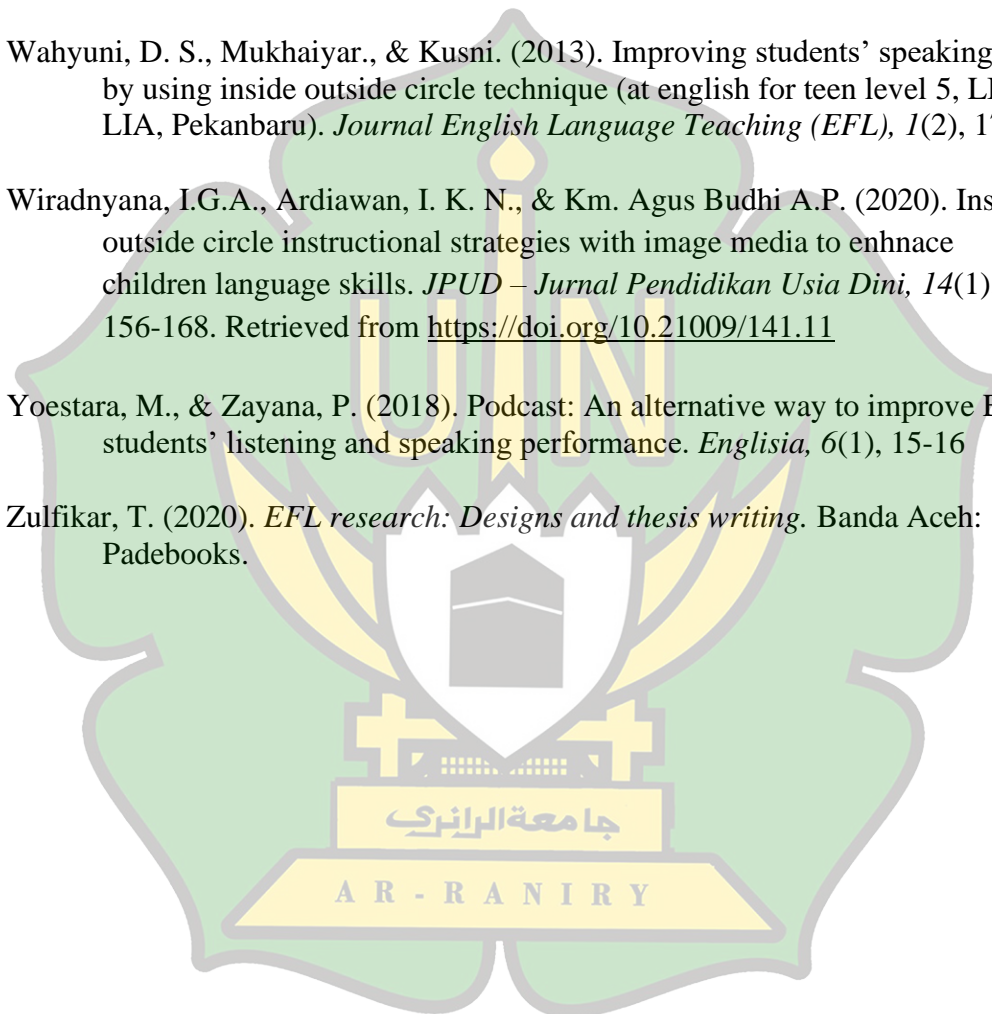 Wahyuni, D. S., Mukhaiyar., & Kusni. (2013). Improving students’ speaking
by using inside outside circle technique (at english for teen level 5,
LIA, Pekanbaru). Journal English Language Teaching (EFL), 1(2),
Wiradnyana, I.G.A., Ardiawan, I. K. N., & Km. Agus Budhi A.P. (2020).
outside circle instructional strategies with image media to enhnace
children language skills. JPUD – Jurnal Pendidikan Usia Dini, 14(1)
156-168. Retrieved from https://doi.org/10.21009/141.11
Yoestara, M., & Zayana, P. (2018). Podcast: An alternative way to improve
students’ listening and speaking performance. Englisia, 6(1), 15-16
Zulfikar, T. (2020). EFL research: Designs and thesis writing. Banda Aceh:
Padebooks.
UIN
جامعة الرانري
AR-RANIRY